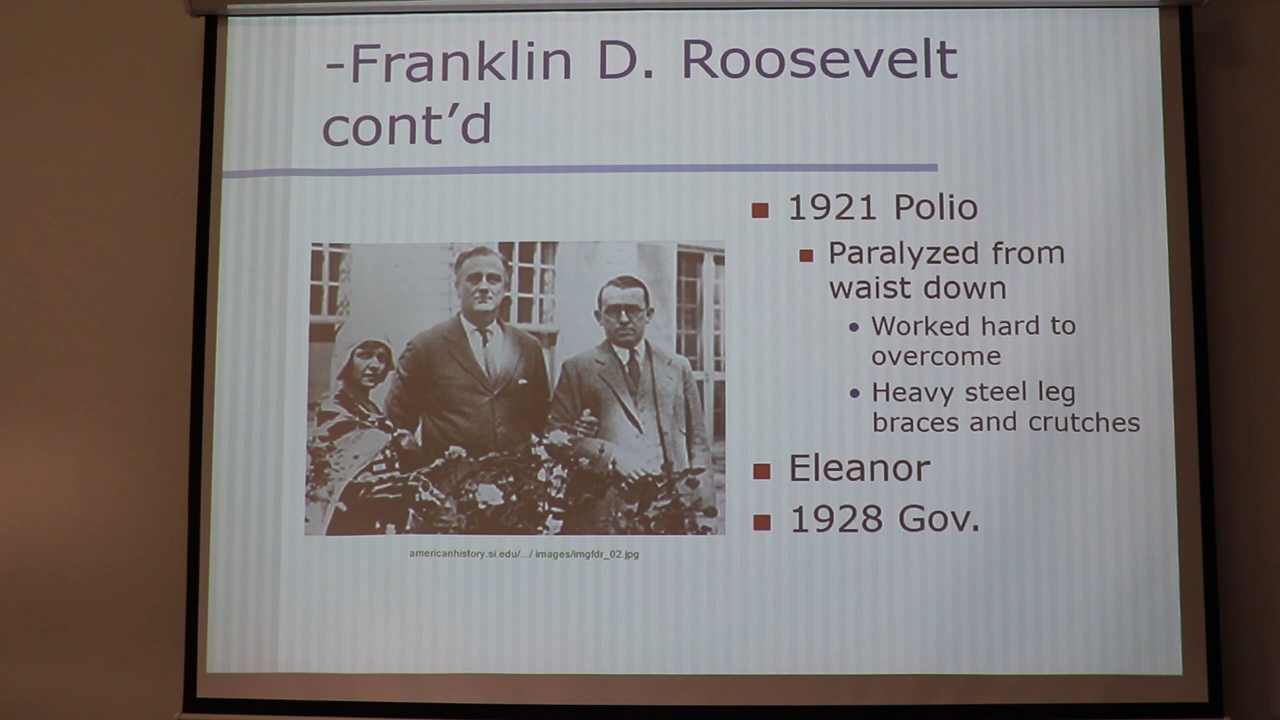 -Franklin D. Roosevelt
cont’d
1921 Polio
Paralyzed from
waist down
Worked hard to
overcome
Heavy steel leg
braces and crutches
Eleanor
1928 Gov.
americanhistory.si.edu/.../ images/imgfdr_02.jpg